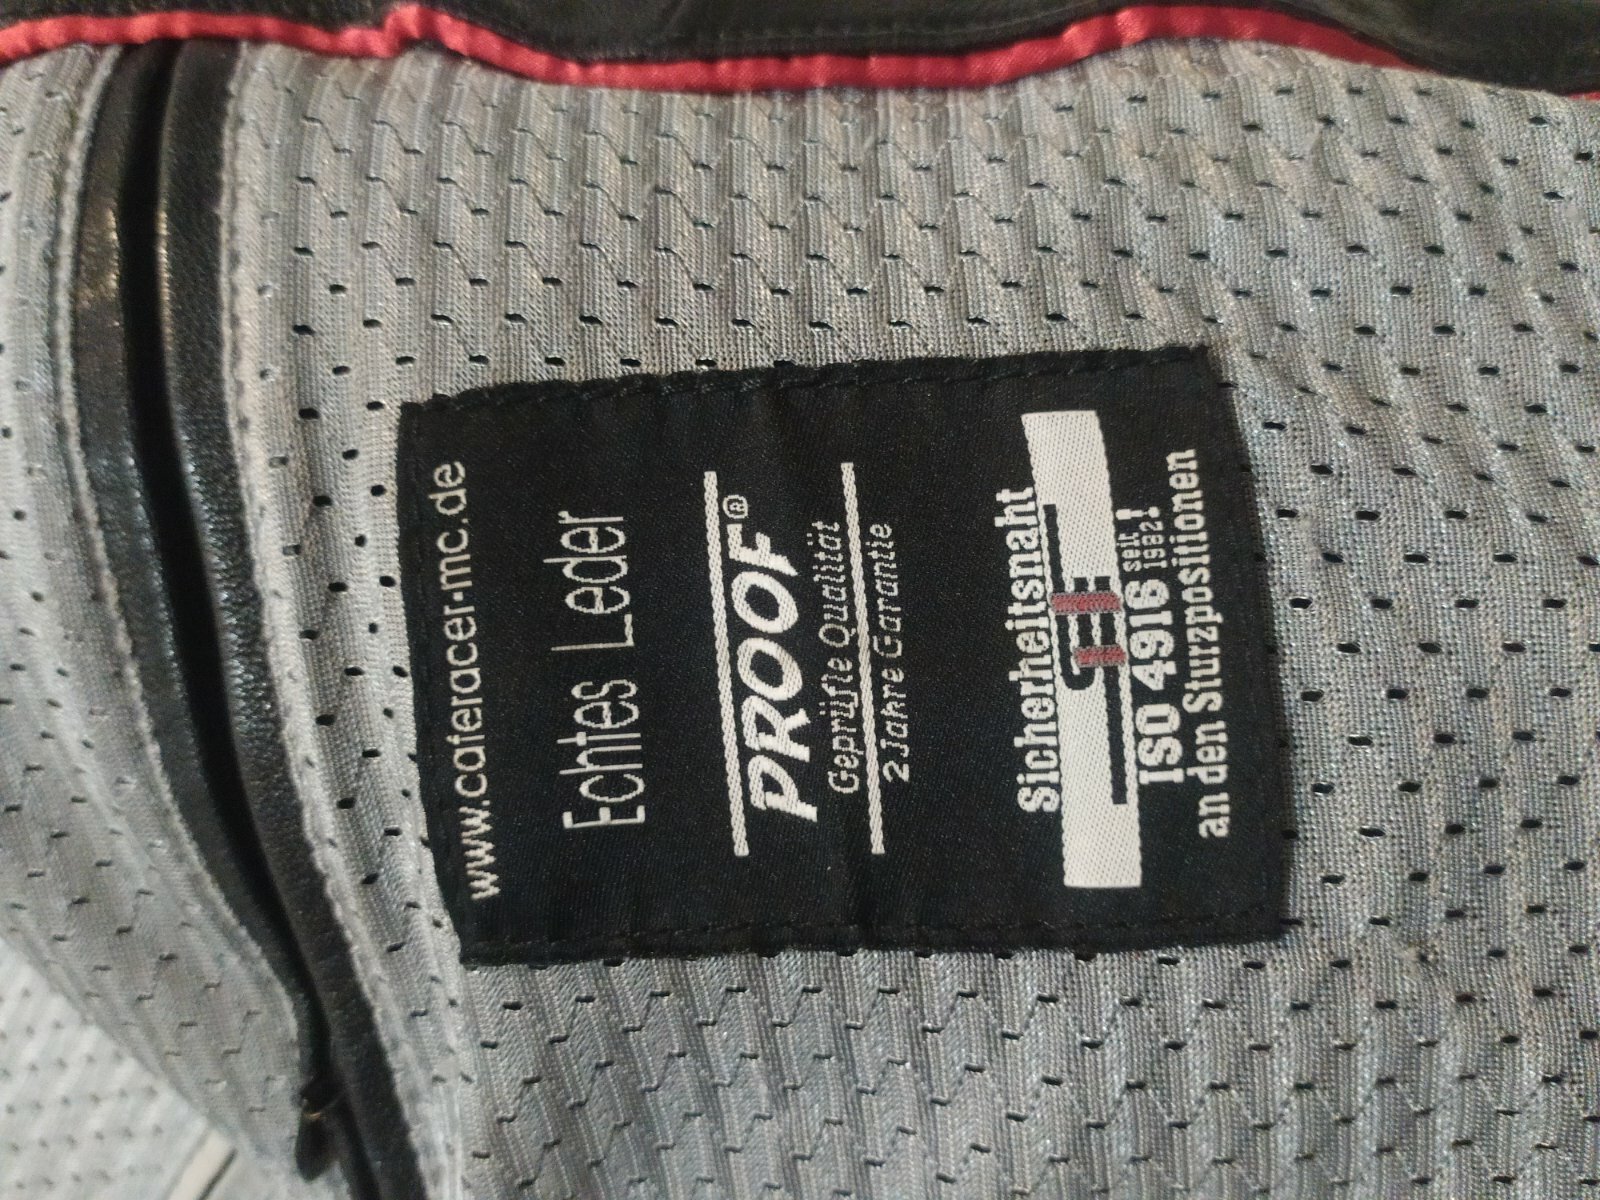 www.caferacer-mc.de
Echtes Leder
PROOF®
Geprüfte Qualität
2 Jahre Garantie
Sicherheitsnaht
ISO 4916 seit 1982!
an den Sturzpositionen